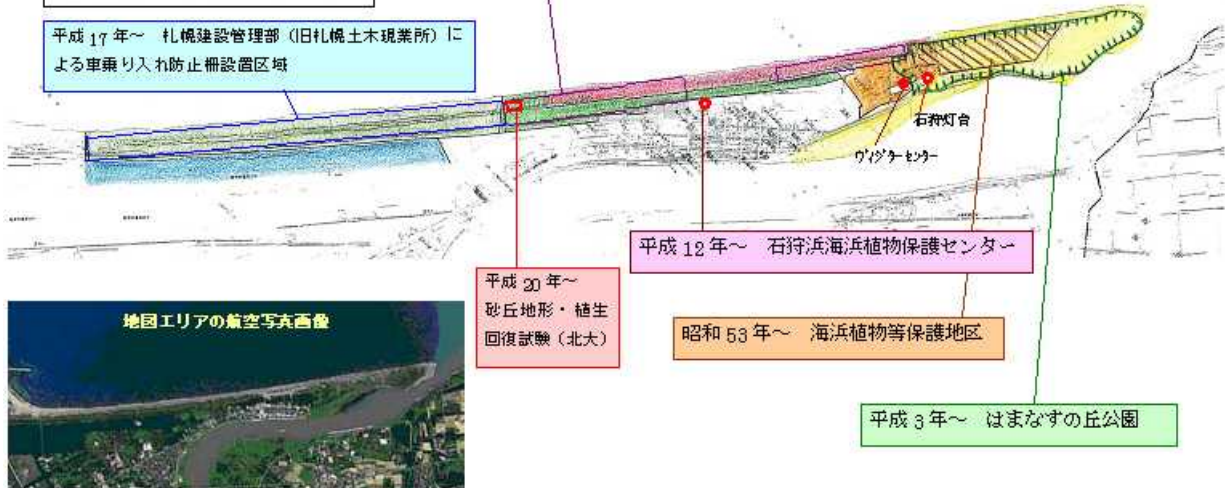 平成17年～　札幌建設管理部（旧札幌土木現業所）に
よる車乗り入れ防止柵設置区域
石狩灯台
ヴィジターセンター
平成12年～　石狩浜海浜植物保護センター
平成20年～
砂丘地形・植生
回復試験（北大）
昭和53年～　海浜植物等保護地区
平成3年～　はまなすの丘公園
地図エリアの航空写真画像